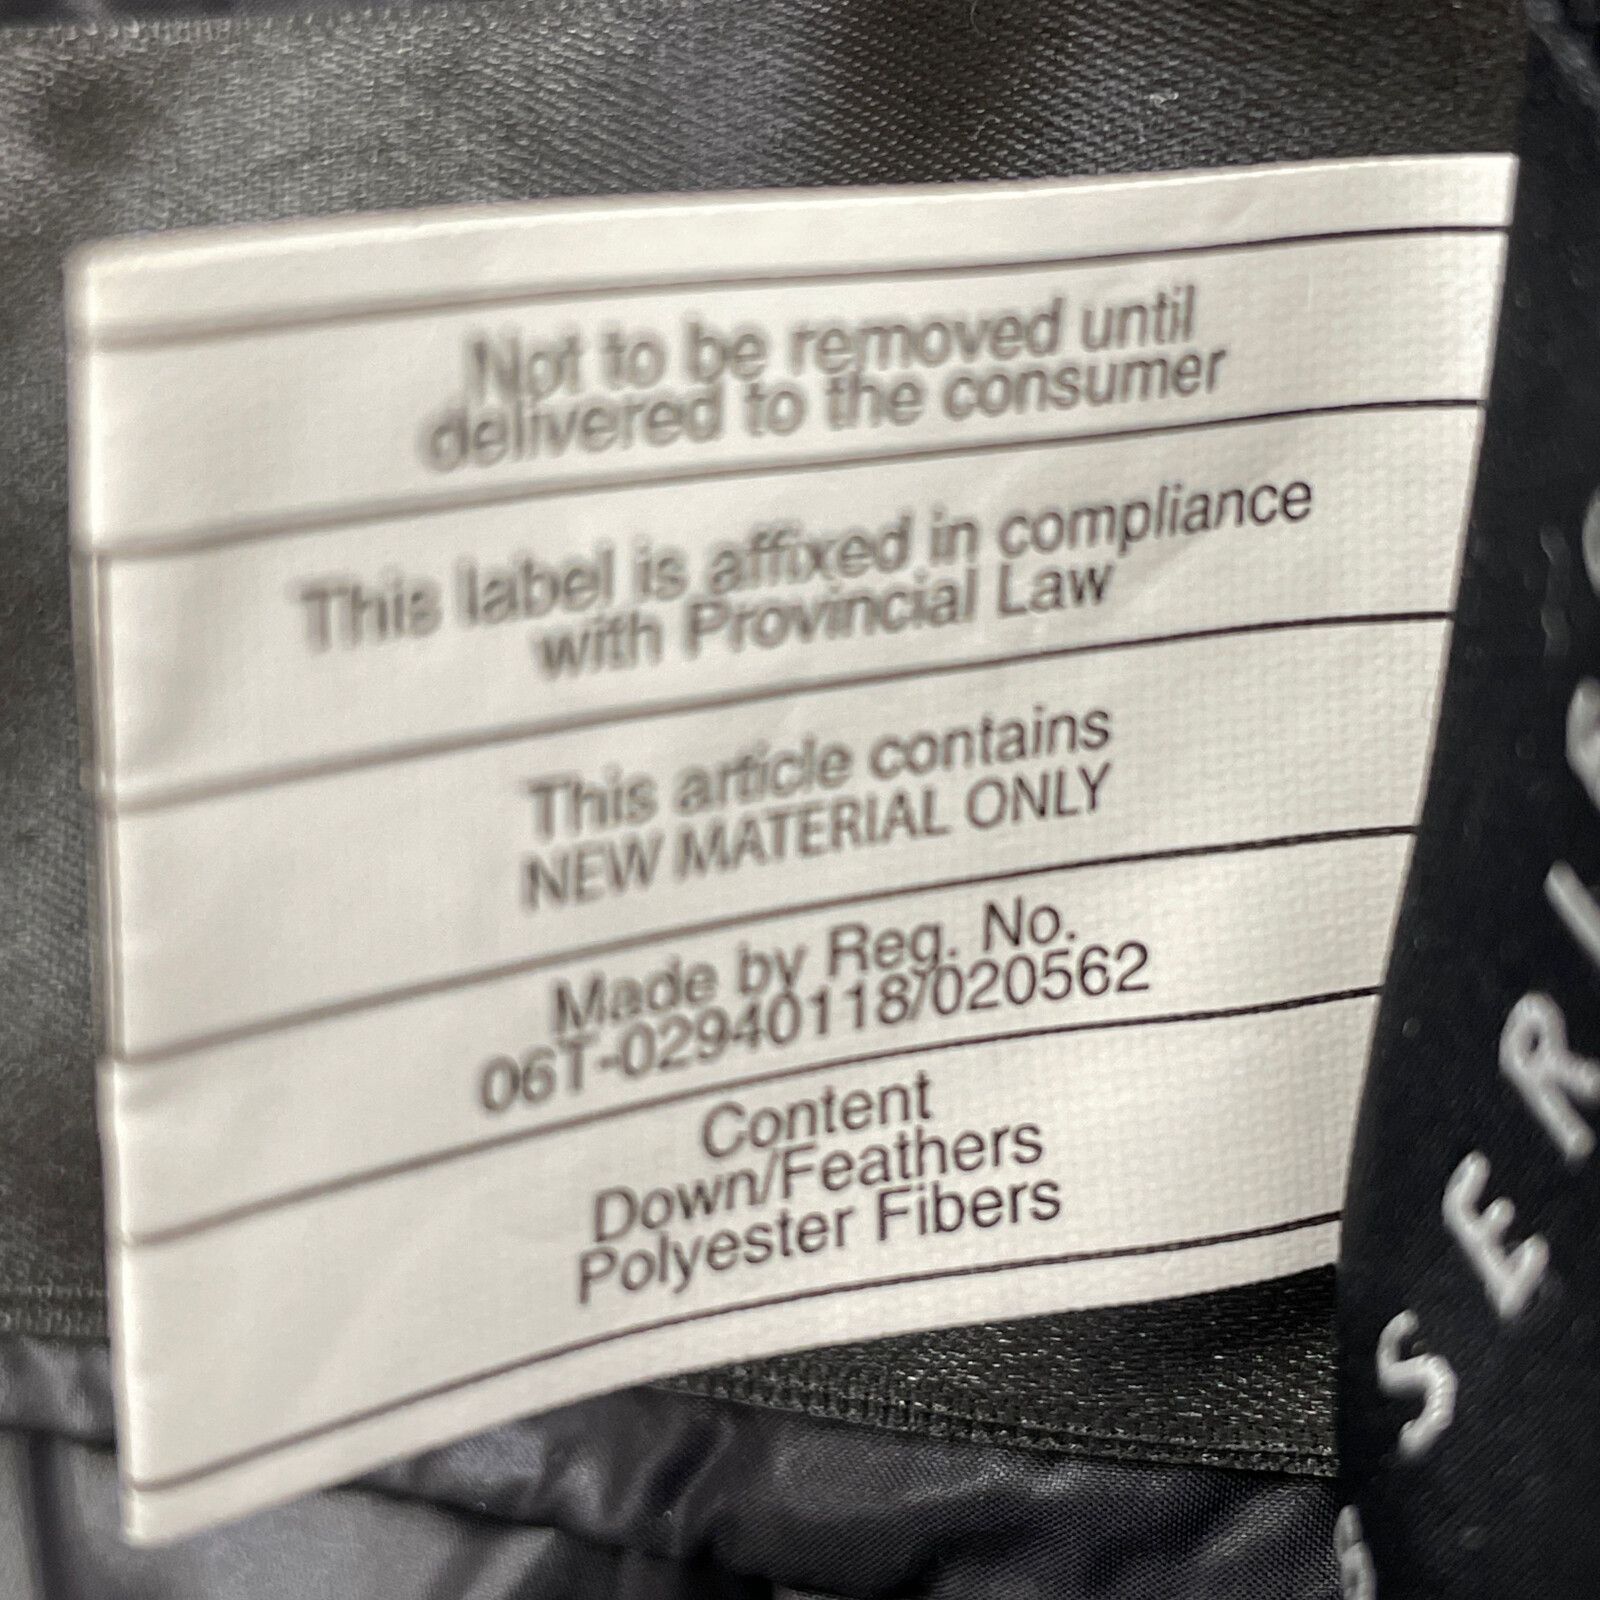 Not to be removed until
delivered to the consumer
This label is affixed in compliance
with Provincial Law
This article contains
NEW MATERIAL ONLY
Made by Reg. No.
06T-02940118/020562
Content
Down/Feathers
Polyester Fibers
SERI